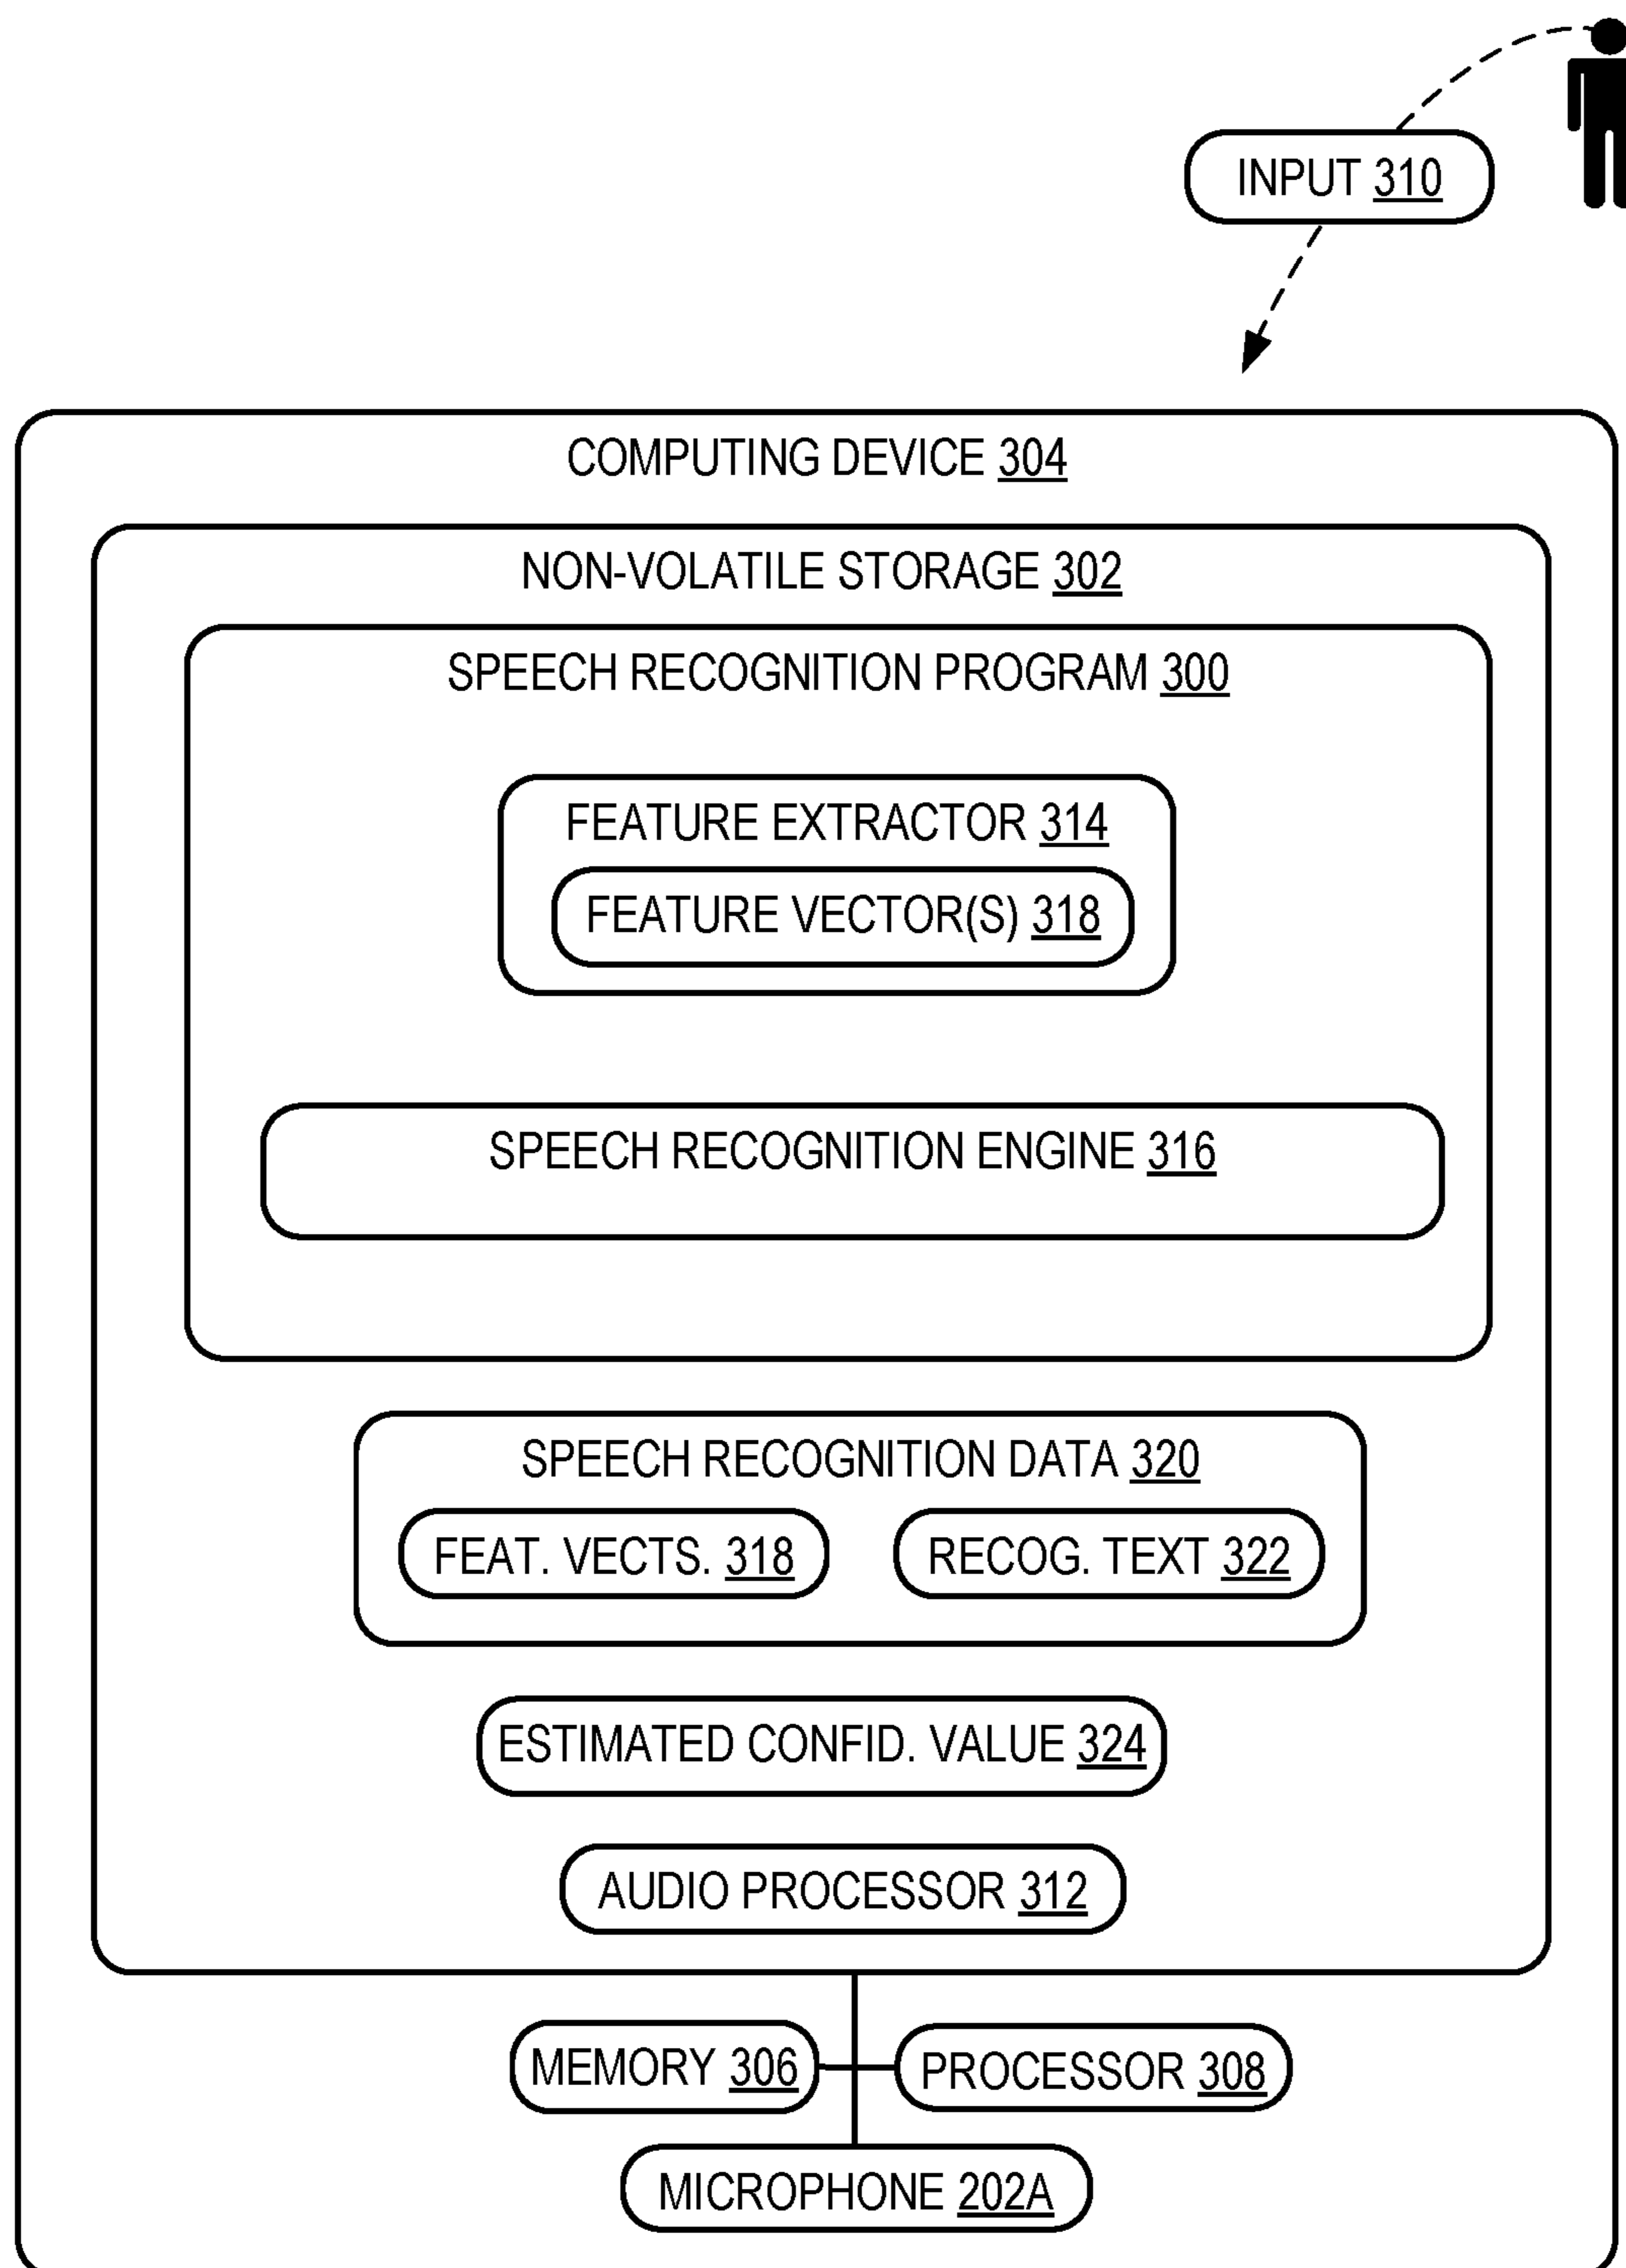 INPUT 310
COMPUTING DEVICE 304
NON-VOLATILE STORAGE 302
SPEECH RECOGNITION PROGRAM 300
FEATURE EXTRACTOR 314
FEATURE VECTOR(S) 318
SPEECH RECOGNITION ENGINE 316
SPEECH RECOGNITION DATA 320
FEAT. VECTS. 318
RECOG. TEXT 322
ESTIMATED CONFID. VALUE 324
AUDIO PROCESSOR 312
MEMORY 306
PROCESSOR 308
MICROPHONE 202A